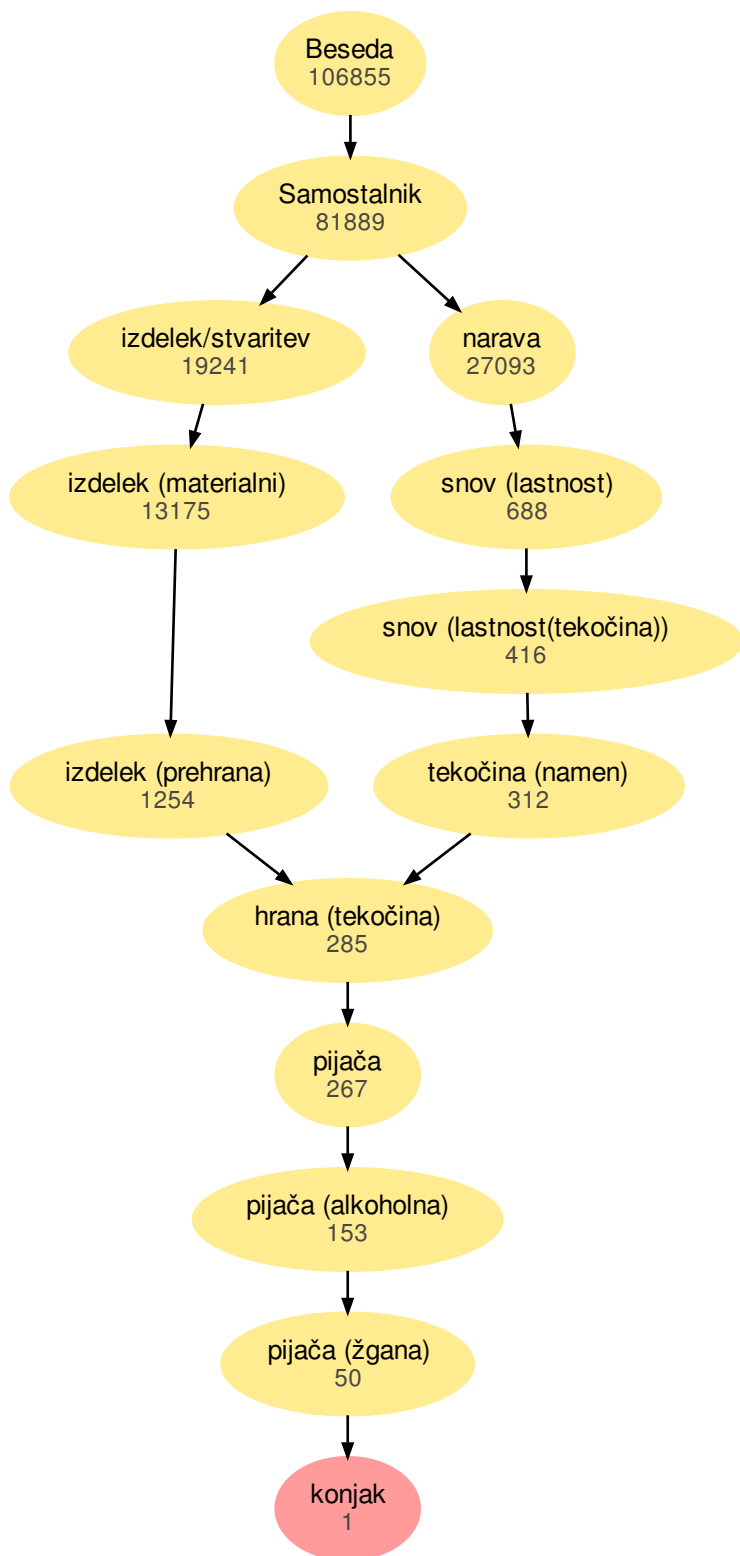 Beseda
106855
Samostalnik
81889
izdelek/stvaritev
19241
narava
27093
izdelek (materialni)
13175
snov (lastnost)
688
snov (lastnost(tekočina))
416
izdelek (prehrana)
1254
tekočina (namen)
312
hrana (tekočina)
285
pijača
267
pijača (alkoholna)
153
pijača (žgana)
50
konjak
1